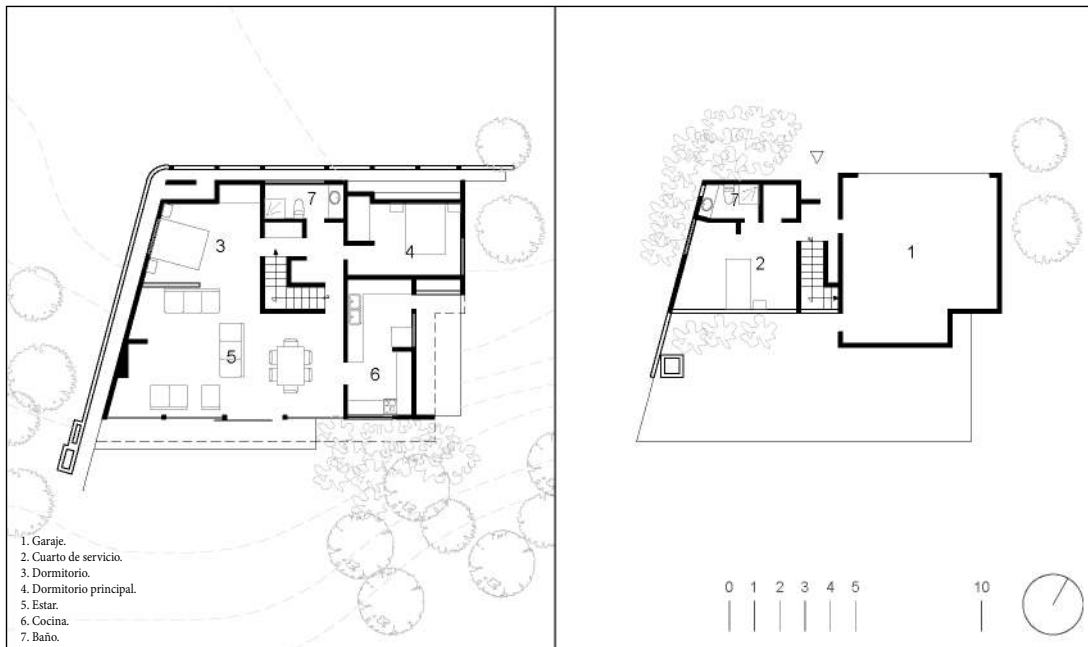 7
3
4
5
6
7
2
1
1. Garaje.
2. Cuarto de servicio.
3. Dormitorio.
4. Dormitorio principal.
5. Estar.
6. Cocina.
7. Baño.
0 1 2 3 4 5 10